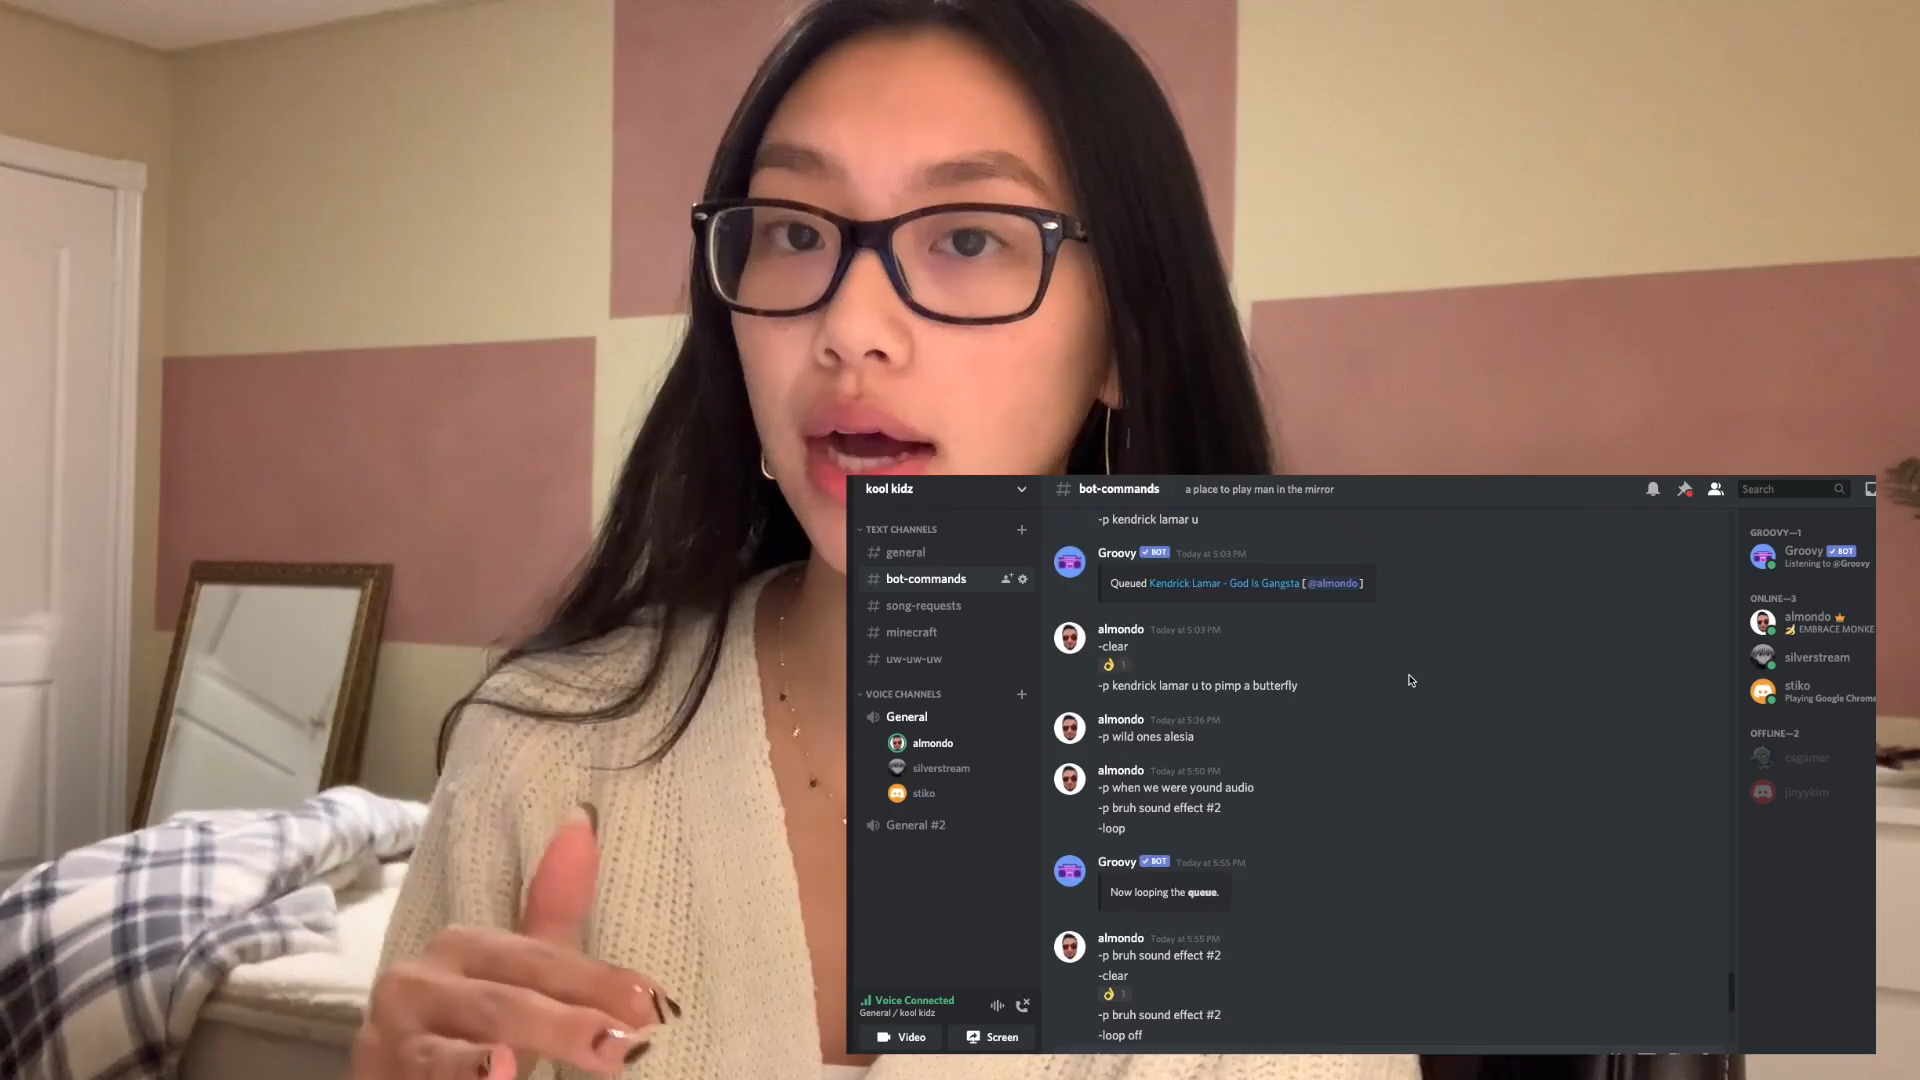 kool kidz
TEXT CHANNELS
general
bot-commands
song-requests
minecraft
uw-uw-uw
VOICE CHANNELS
General
almondo
silverstream
stiko
General #2
Voice Connected
General / kool kidz
Video
Screen
bot-commands a place to play man in the mirror
Search
-p kendrick lamar u
Groovy BOT Today at 5:03 PM
Queued Kendrick Lamar - God Is Gangsta [ @almondo ]
almondo Today at 5:03 PM
-clear
1
-p kendrick lamar u to pimp a butterfly
almondo Today at 5:36 PM
-p wild ones alesia
almondo Today at 5:50 PM
-p when we were yound audio
-p bruh sound effect #2
-loop
Groovy BOT Today at 5:55 PM
Now looping the queue.
almondo Today at 5:55 PM
-p bruh sound effect #2
-clear
1
-p bruh sound effect #2
-loop off
GROOVY—1
Groovy BOT
Listening to @Groovy
ONLINE—3
almondo
EMBRACE MONKE
silverstream
stiko
Playing Google Chrome
OFFLINE—2
csgamer
jinyykim